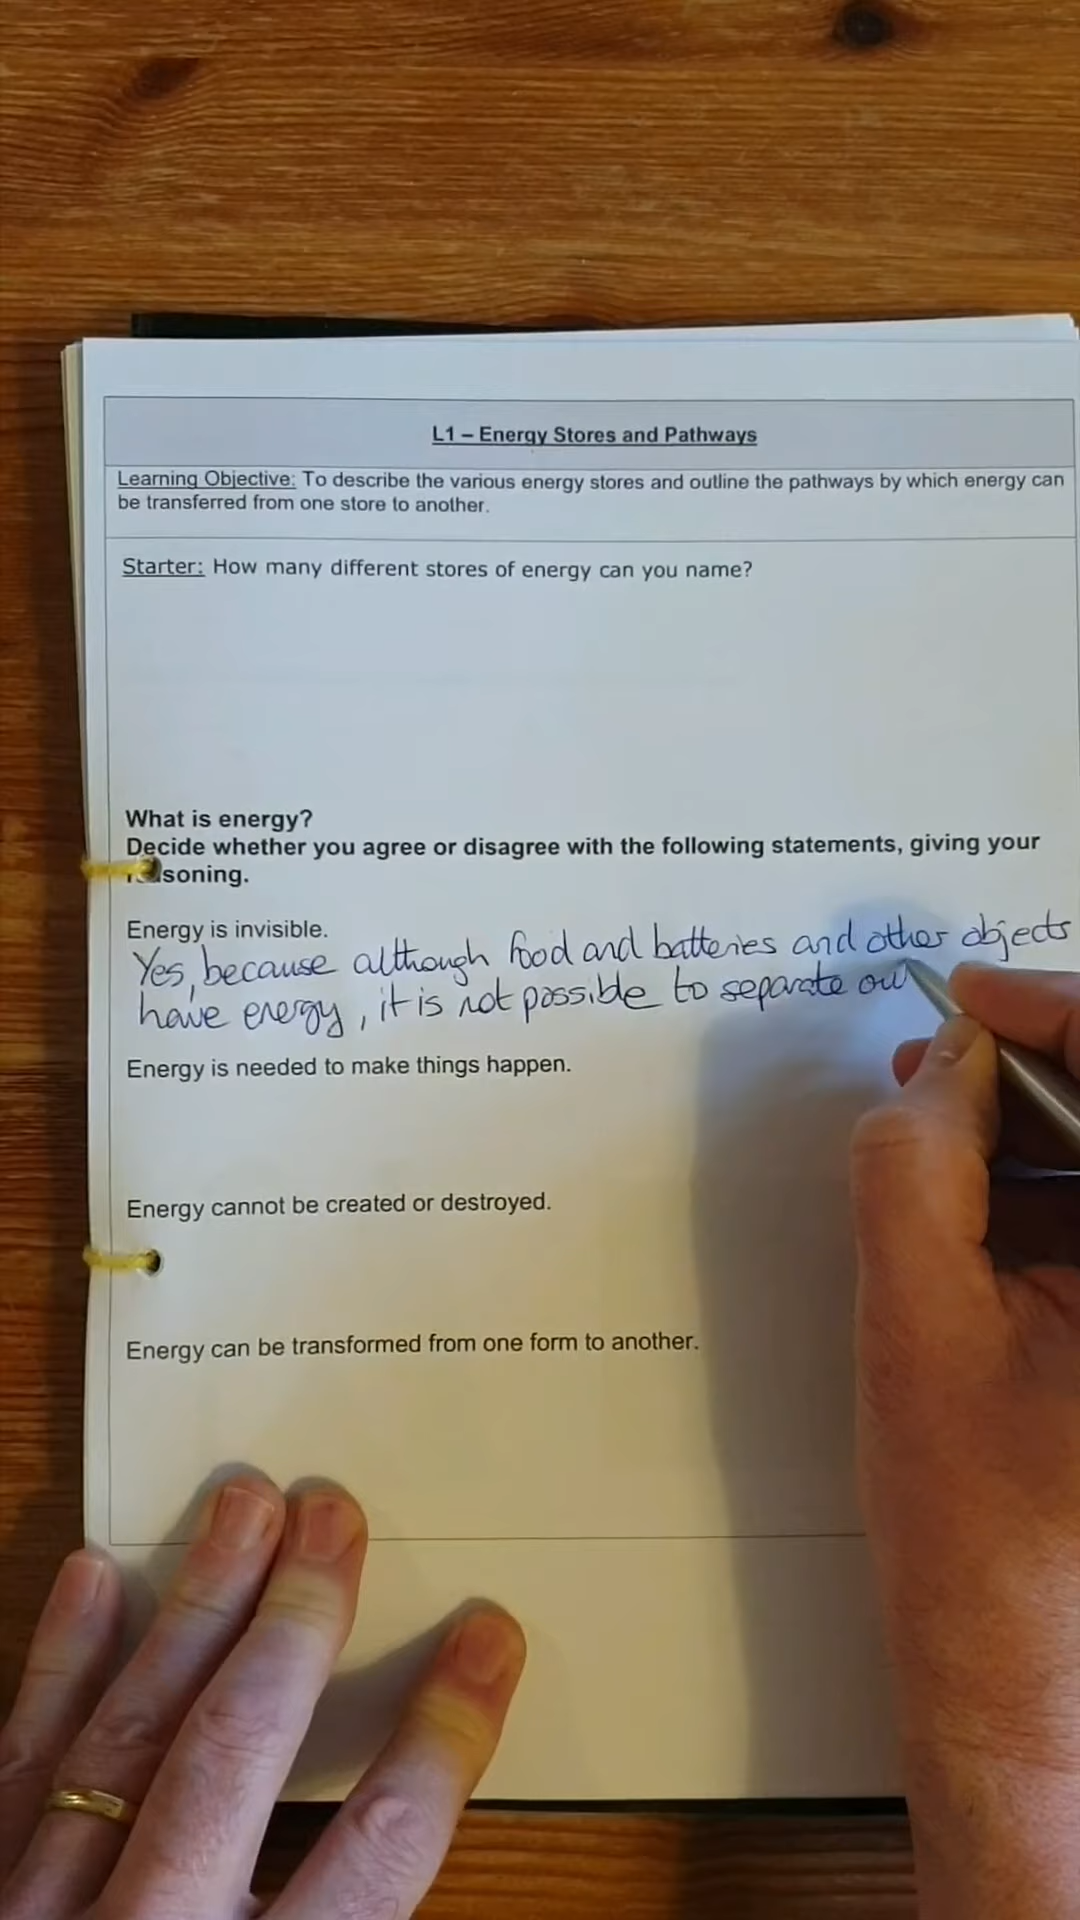 L1 – Energy Stores and Pathways
Learning Objective: To describe the various energy stores and outline the pathways by which energy can
be transferred from one store to another.
Starter: How many different stores of energy can you name?
What is energy?
Decide whether you agree or disagree with the following statements, giving your
reasoning.
Energy is invisible.
Yes, because although food and batteries and other objects
have energy, it is not possible to separate ou
Energy is needed to make things happen.
Energy cannot be created or destroyed.
Energy can be transformed from one form to another.